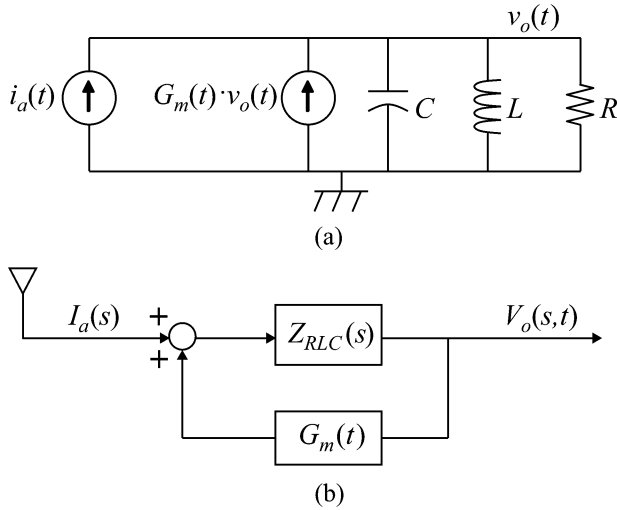 v_o(t)
i_a(t) G_m(t)·v_o(t) C L R
(a)
I_a(s) + Z_RLC(s) V_o(s,t)
+
G_m(t)
(b)